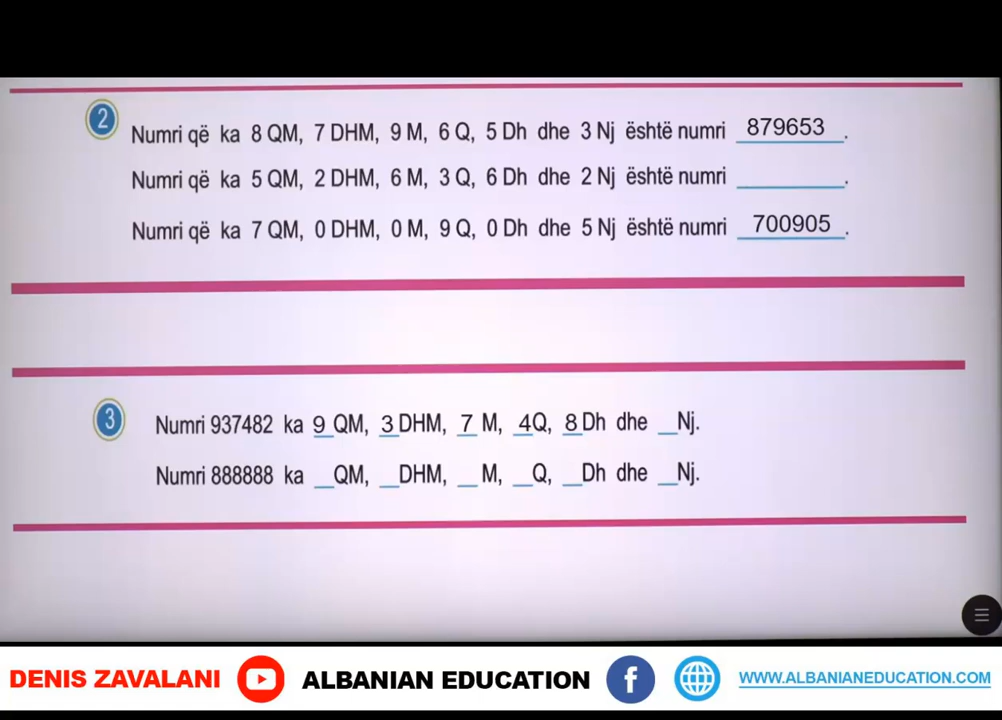 2
Numri që ka 8 QM, 7 DHM, 9 M, 6 Q, 5 Dh dhe 3 Nj është numri 879653.
Numri që ka 5 QM, 2 DHM, 6 M, 3 Q, 6 Dh dhe 2 Nj është numri ______.
Numri që ka 7 QM, 0 DHM, 0 M, 9 Q, 0 Dh dhe 5 Nj është numri 700905.
3
Numri 937482 ka 9 QM, 3 DHM, 7 M, 4Q, 8 Dh dhe __Nj.
Numri 888888 ka __QM, __DHM, __ M, __Q, __Dh dhe __Nj.
DENIS ZAVALANI ALBANIAN EDUCATION f WWW.ALBANIANEDUCATION.COM